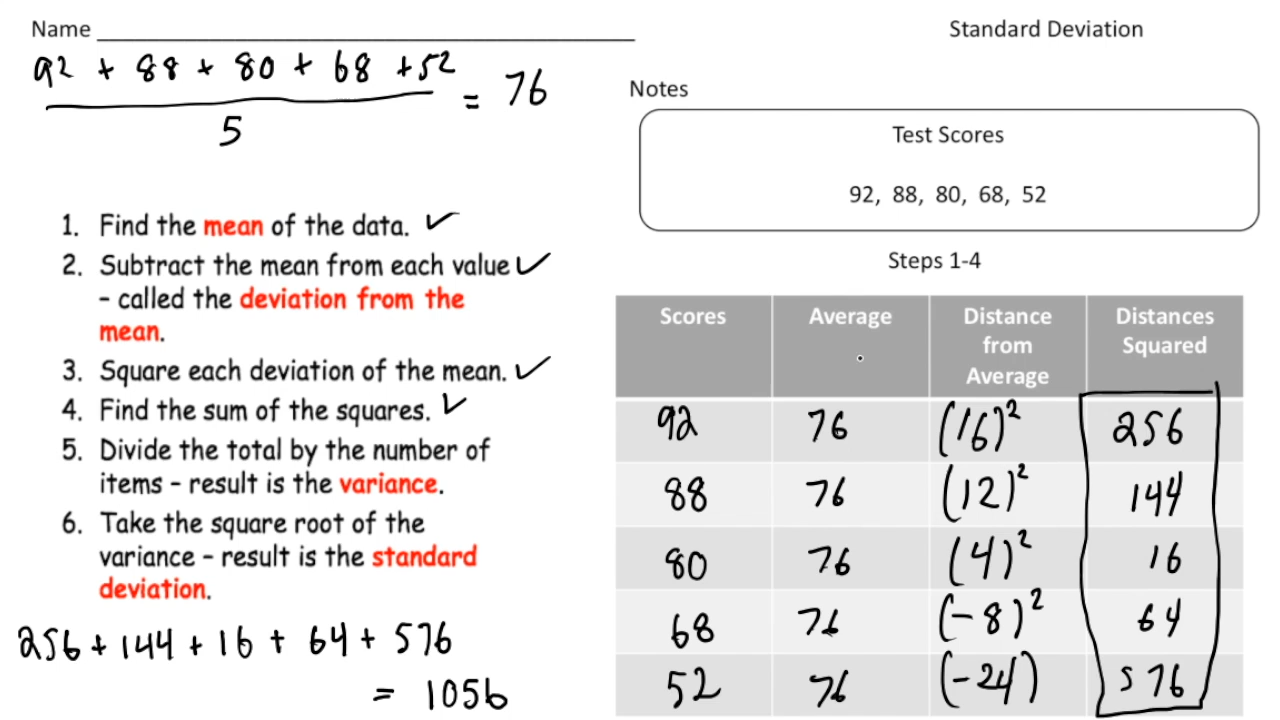 Name
92 + 88 + 80 + 68 + 52
5
= 76
1. Find the mean of the data. ✓
2. Subtract the mean from each value ✓
- called the deviation from the
mean.
3. Square each deviation of the mean. ✓
4. Find the sum of the squares. ✓
5. Divide the total by the number of
items - result is the variance.
6. Take the square root of the
variance - result is the standard
deviation.
256 + 144 + 16 + 64 + 576
= 1056
Standard Deviation
Notes
Test Scores
92, 88, 80, 68, 52
Steps 1-4
Scores Average Distance from Average Distances Squared
92 76 (16)² 256
88 76 (12)² 144
80 76 (4)² 16
68 76 (-8)² 64
52 76 (-24) 576